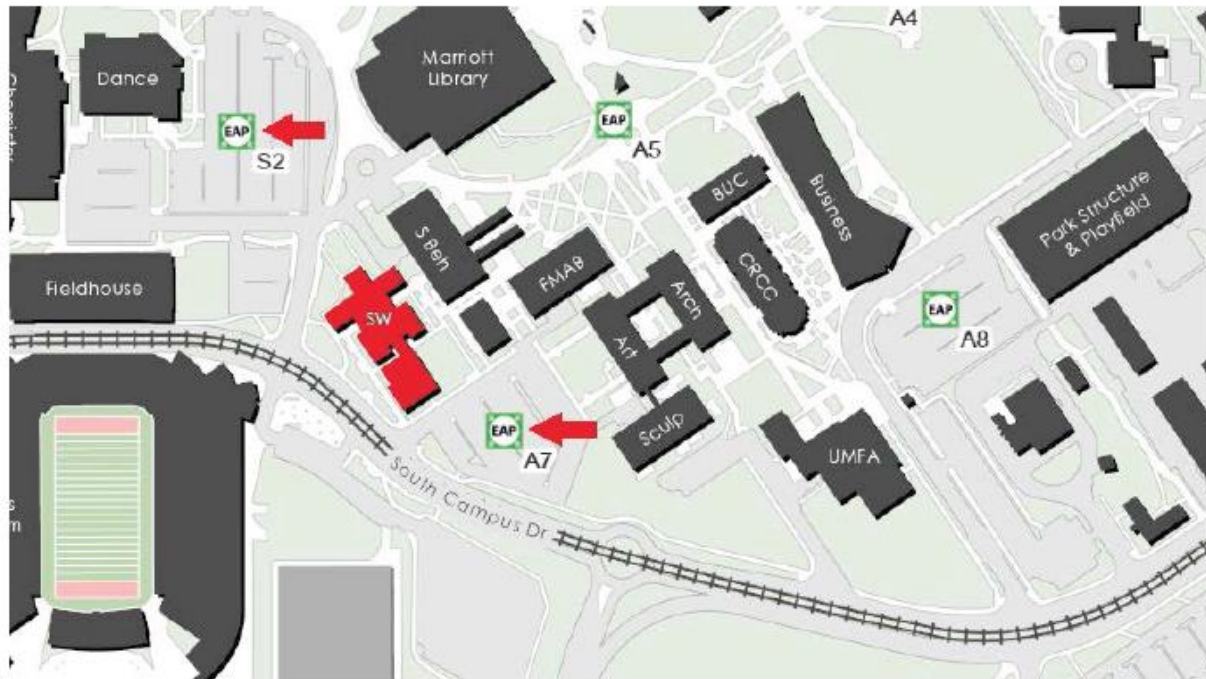 A4
Marriott
Library
Dance
EAP
S2
EAP
A5
BUC
Business
Park Structure
& Playfield
S Beh
FMAB
Arch
CRCC
Fieldhouse
SW
EAP
A8
Art
Sculp
EAP
A7
UMFA
South Campus Dr